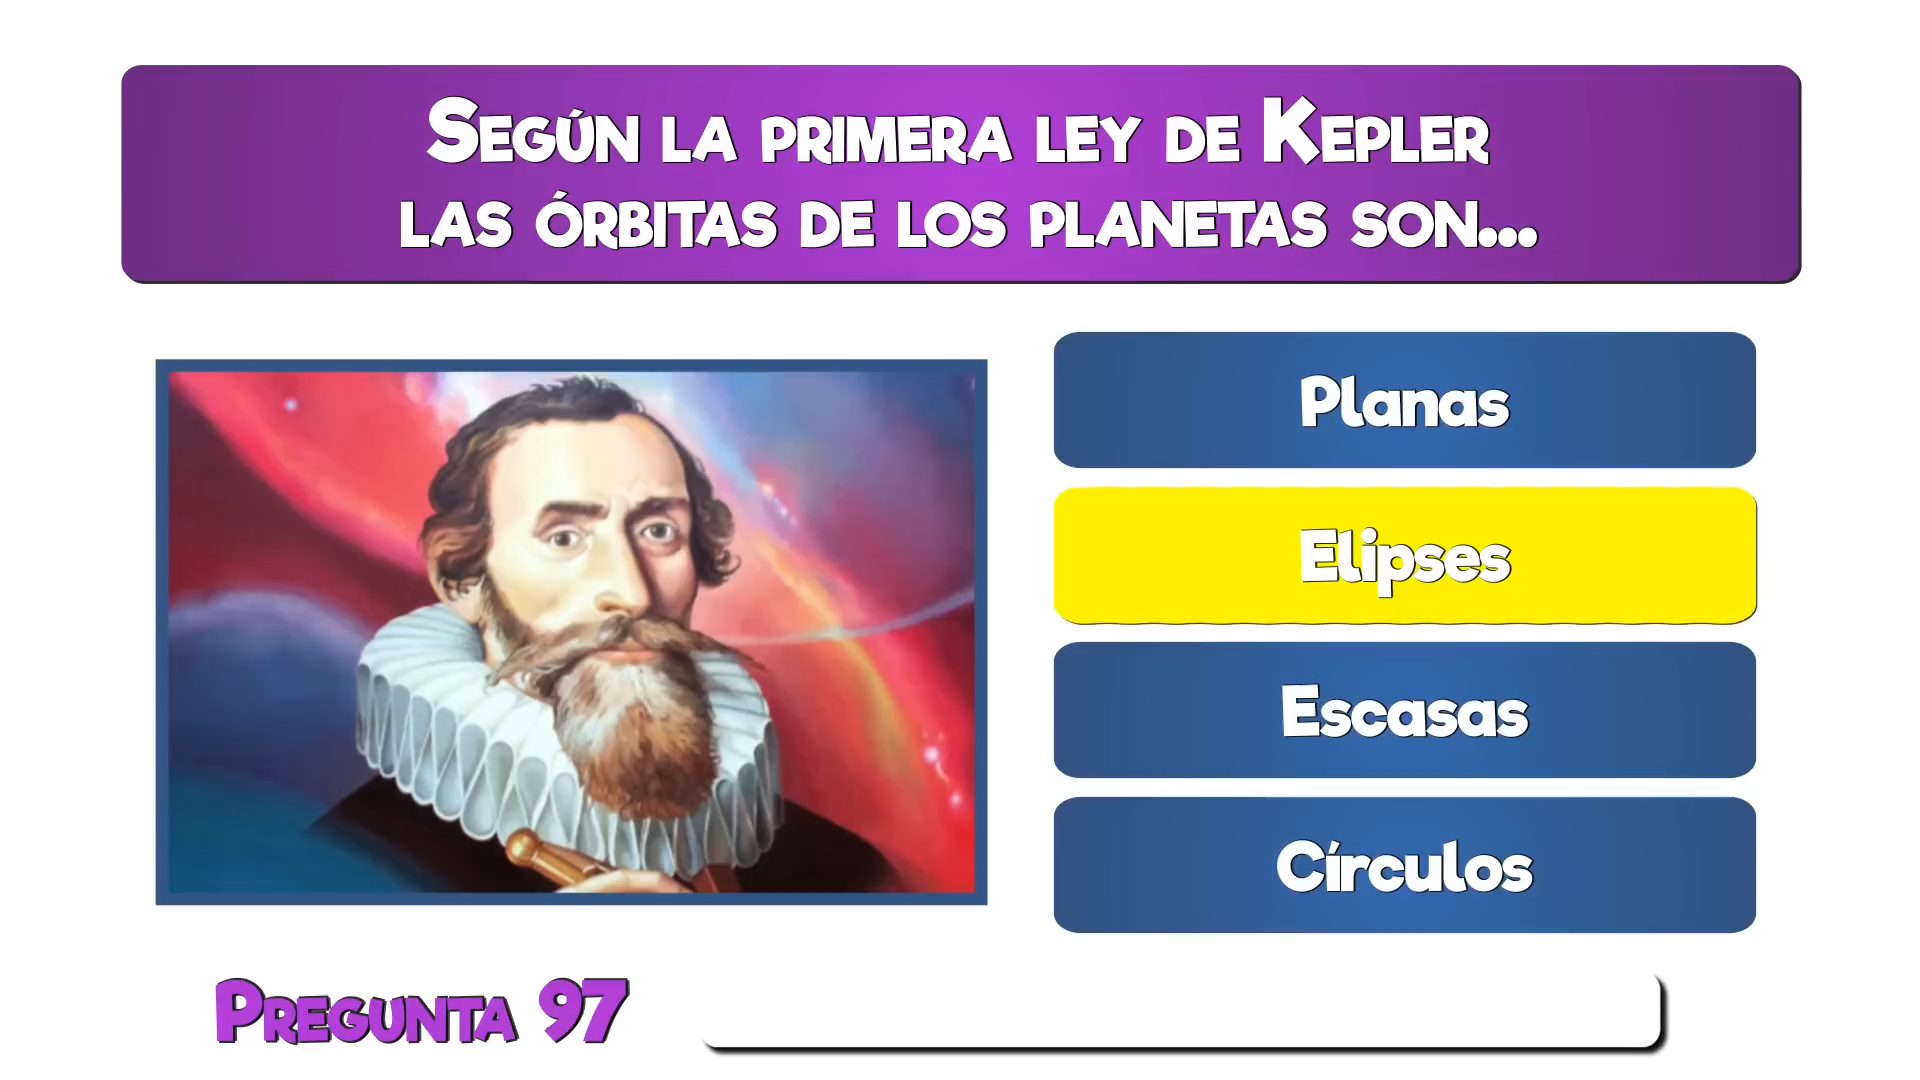 Según la primera ley de Kepler
las órbitas de los planetas son...
Planas
Elipses
Escasas
Círculos
Pregunta 97